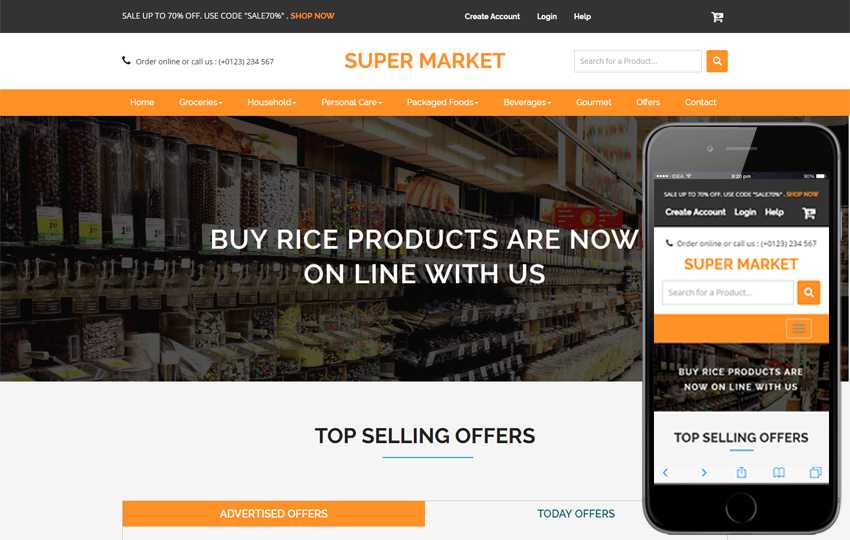 SALE UP TO 70% OFF. USE CODE "SALE70%" . SHOP NOW
Create Account Login Help
Order online or call us : (+0123) 234 567
SUPER MARKET
Search for a Product...
Home Groceries Household Personal Care Packaged Foods Beverages Gourmet Offers Contact
BUY RICE PRODUCTS ARE NOW
ON LINE WITH US
TOP SELLING OFFERS
ADVERTISED OFFERS
TODAY OFFERS
IDEA 9:20 pm 90%
SALE UP TO 70% OFF. USE CODE "SALE70%" . SHOP NOW
Create Account Login Help
Order online or call us : (+0123) 234 567
SUPER MARKET
Search for a Product...
BUY RICE PRODUCTS ARE
NOW ON LINE WITH US
TOP SELLING OFFERS